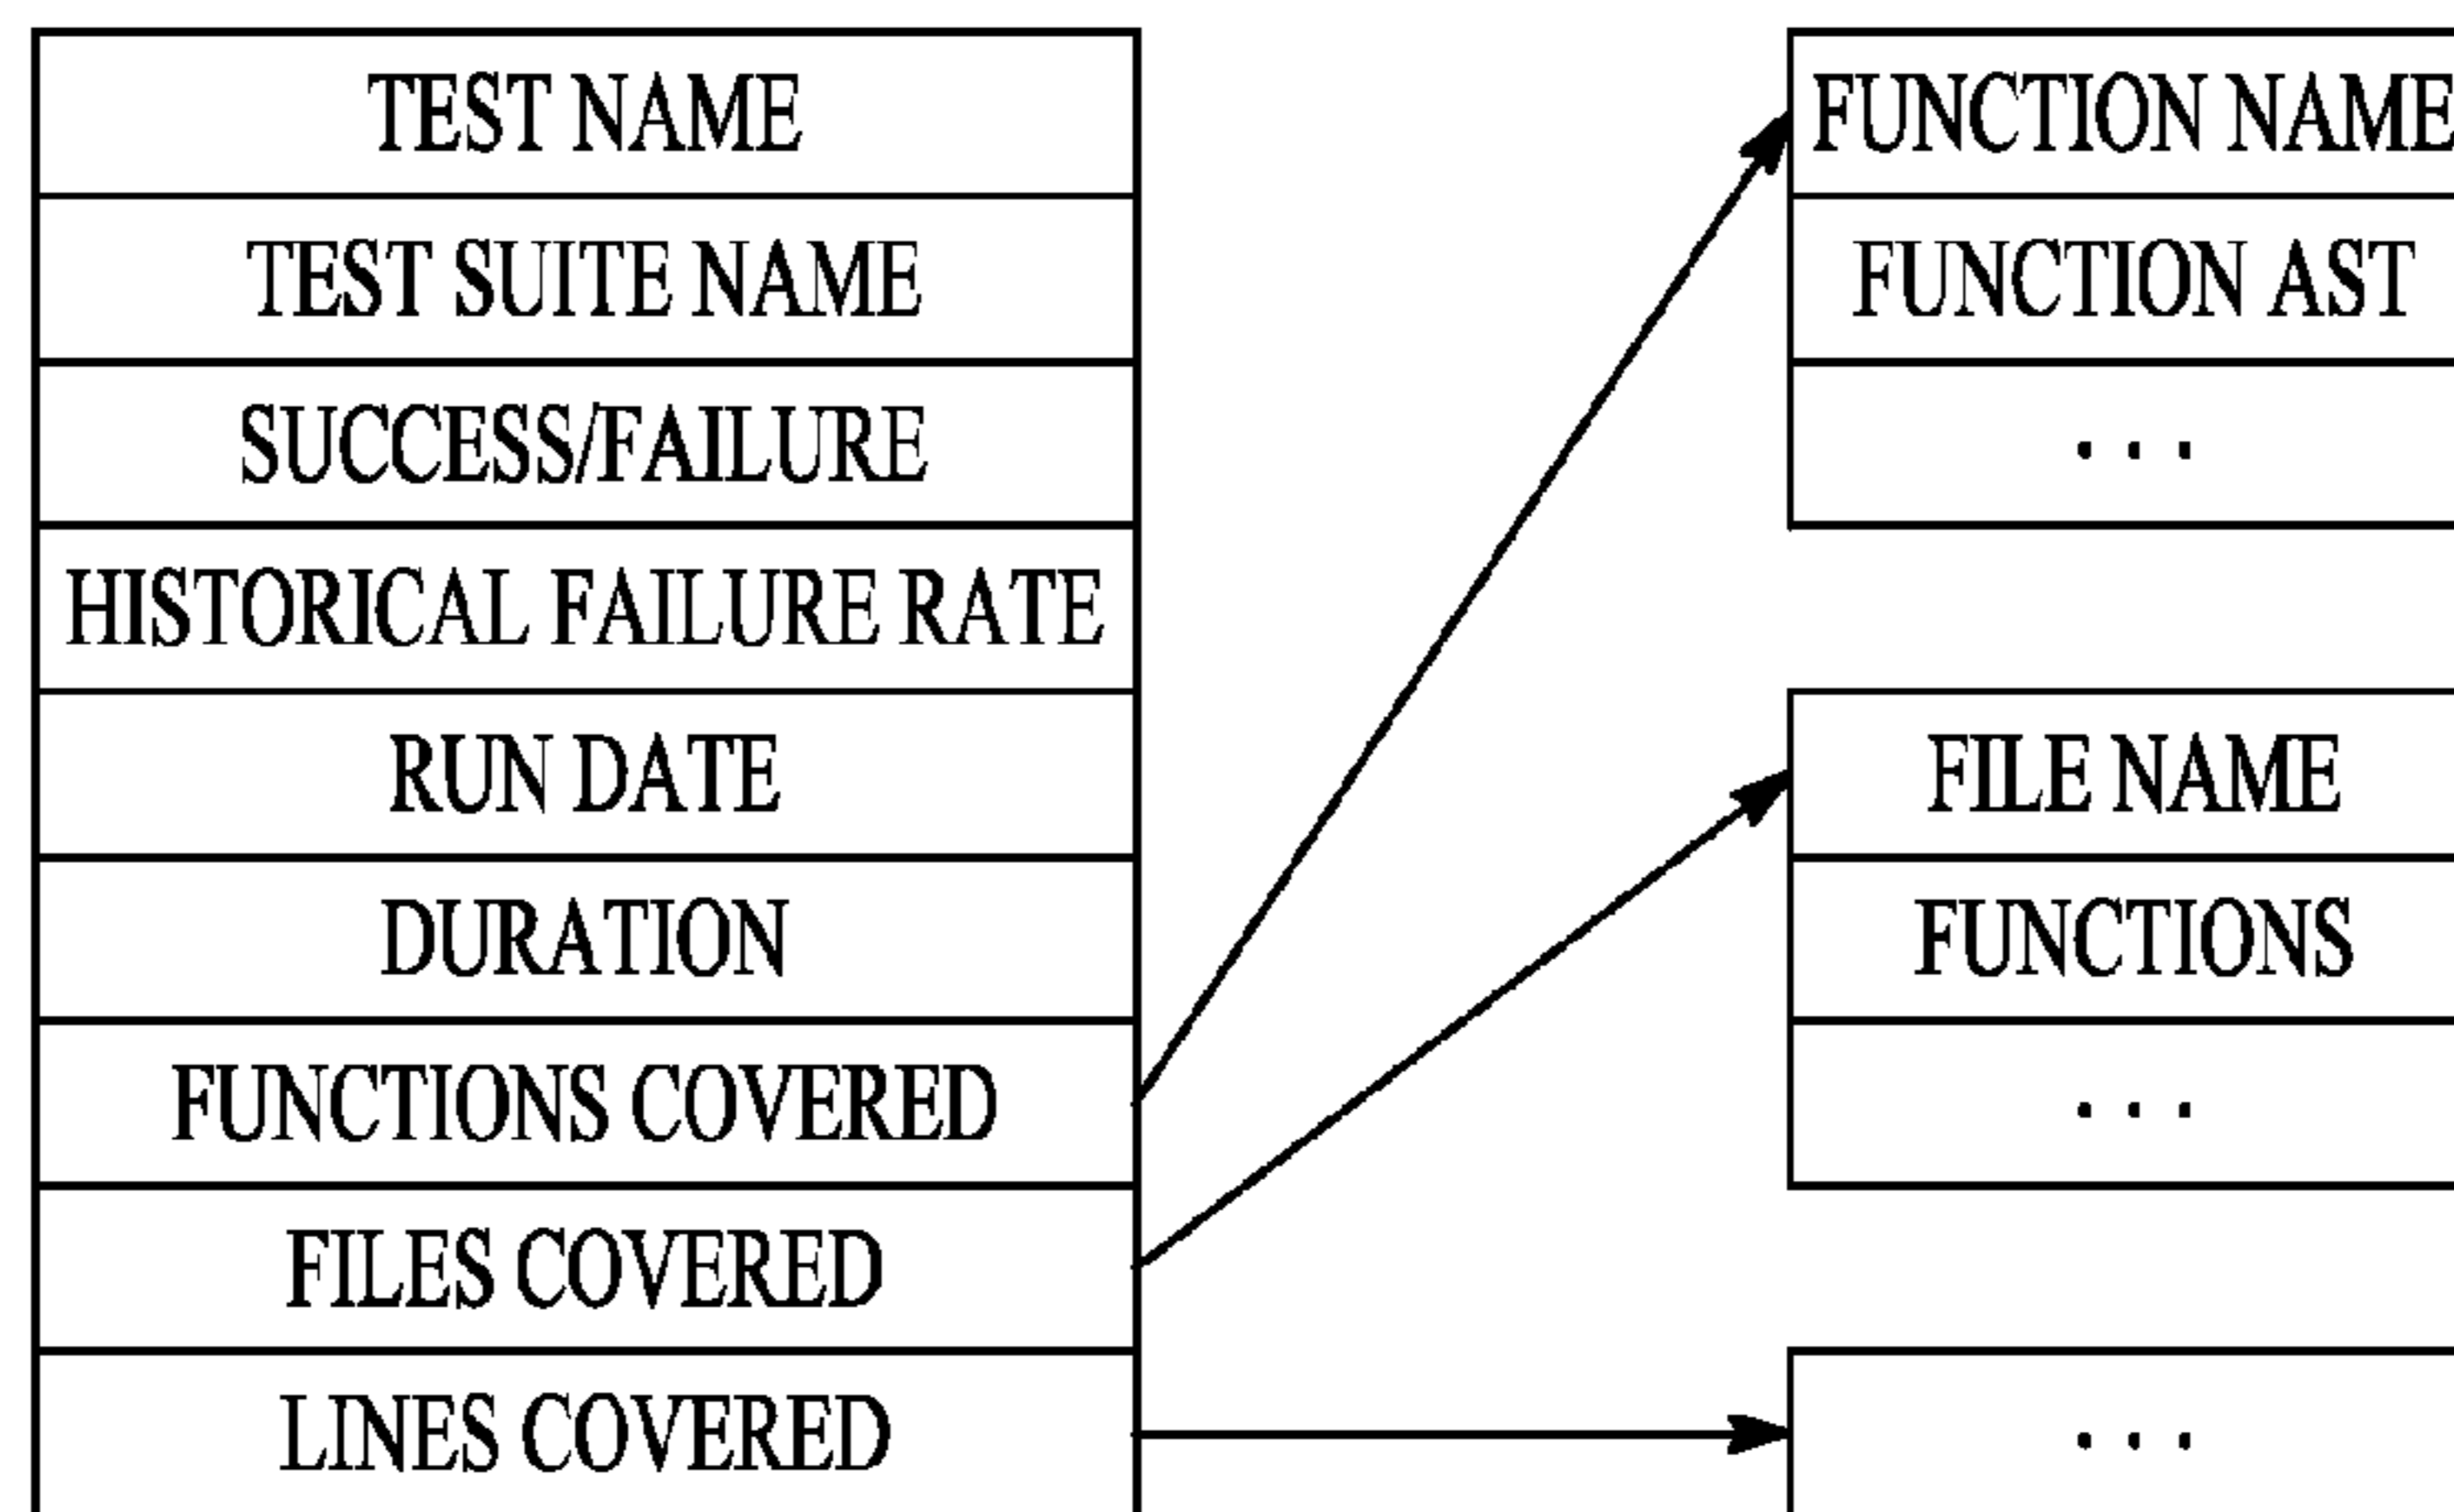 TEST NAME
TEST SUITE NAME
SUCCESS/FAILURE
HISTORICAL FAILURE RATE
RUN DATE
DURATION
FUNCTIONS COVERED
FILES COVERED
LINES COVERED
FUNCTION NAME
FUNCTION AST
...
FILE NAME
FUNCTIONS
...
...